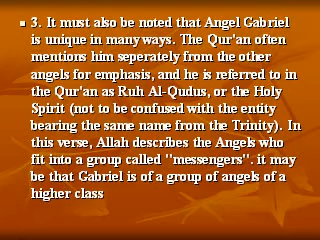 3. It must also be noted that Angel Gabriel
is unique in many ways. The Qur'an often
mentions him seperately from the other
angels for emphasis, and he is referred to in
the Qur'an as Ruh Al-Qudus, or the Holy
Spirit (not to be confused with the entity
bearing the same name from the Trinity). In
this verse, Allah describes the Angels who
fit into a group called "messengers". it may
be that Gabriel is of a group of angels of a
higher class